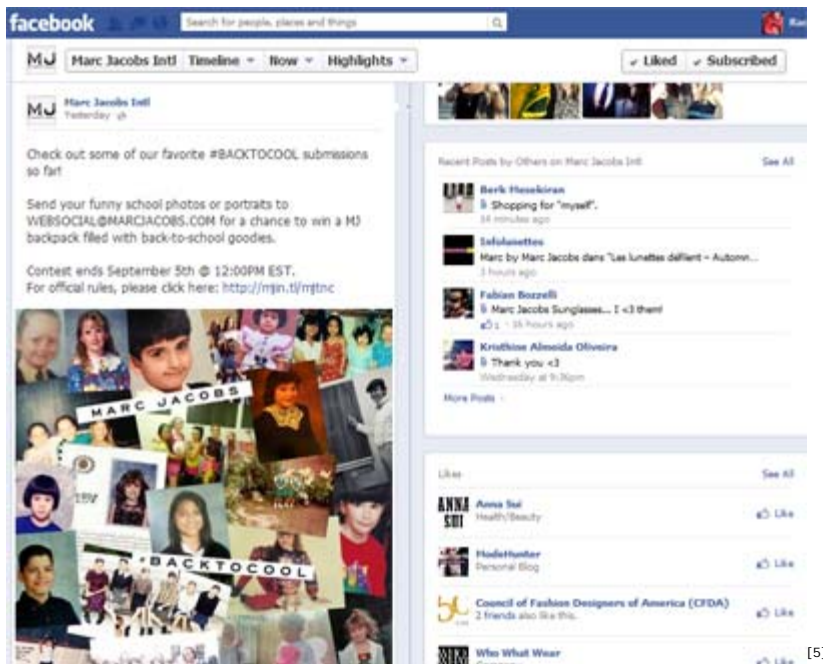 facebook
Search for people, places and things
MJ
Marc Jacobs Intl
Timeline
Now
Highlights
Liked
Subscribed
MJ
Marc Jacobs Intl
Yesterday
Check out some of our favorite #BACKTOCOOL submissions
so far!
Send your funny school photos or portraits to
WEBSOCIAL@MARCJACOBS.COM for a chance to win a MJ
backpack filled with back-to-school goodies.
Contest ends September 5th @ 12:00PM EST.
For official rules, please click here: http://mjin.tl/mjtnc
MARC JACOBS
#BACKTOCOOL
Recent Posts by Others on Marc Jacobs Intl
See All
Berk Hesekiran
Shopping for "myself".
34 minutes ago
Infolunettes
Marc by Marc Jacobs dans "Les lunettes défilent – Automn...
3 hours ago
Fabian Bozzelli
Marc Jacobs Sunglasses... I <3 them!
1 · 16 hours ago
Kristhine Almeida Oliveira
Thank you <3
Wednesday at 9:36pm
More Posts
Likes
See All
ANNA
SUI
Anna Sui
Health/Beauty
Like
ModeHunter
Personal Blog
Like
Council of Fashion Designers of America (CFDA)
2 friends also like this.
Like
Who What Wear
Like
[5]